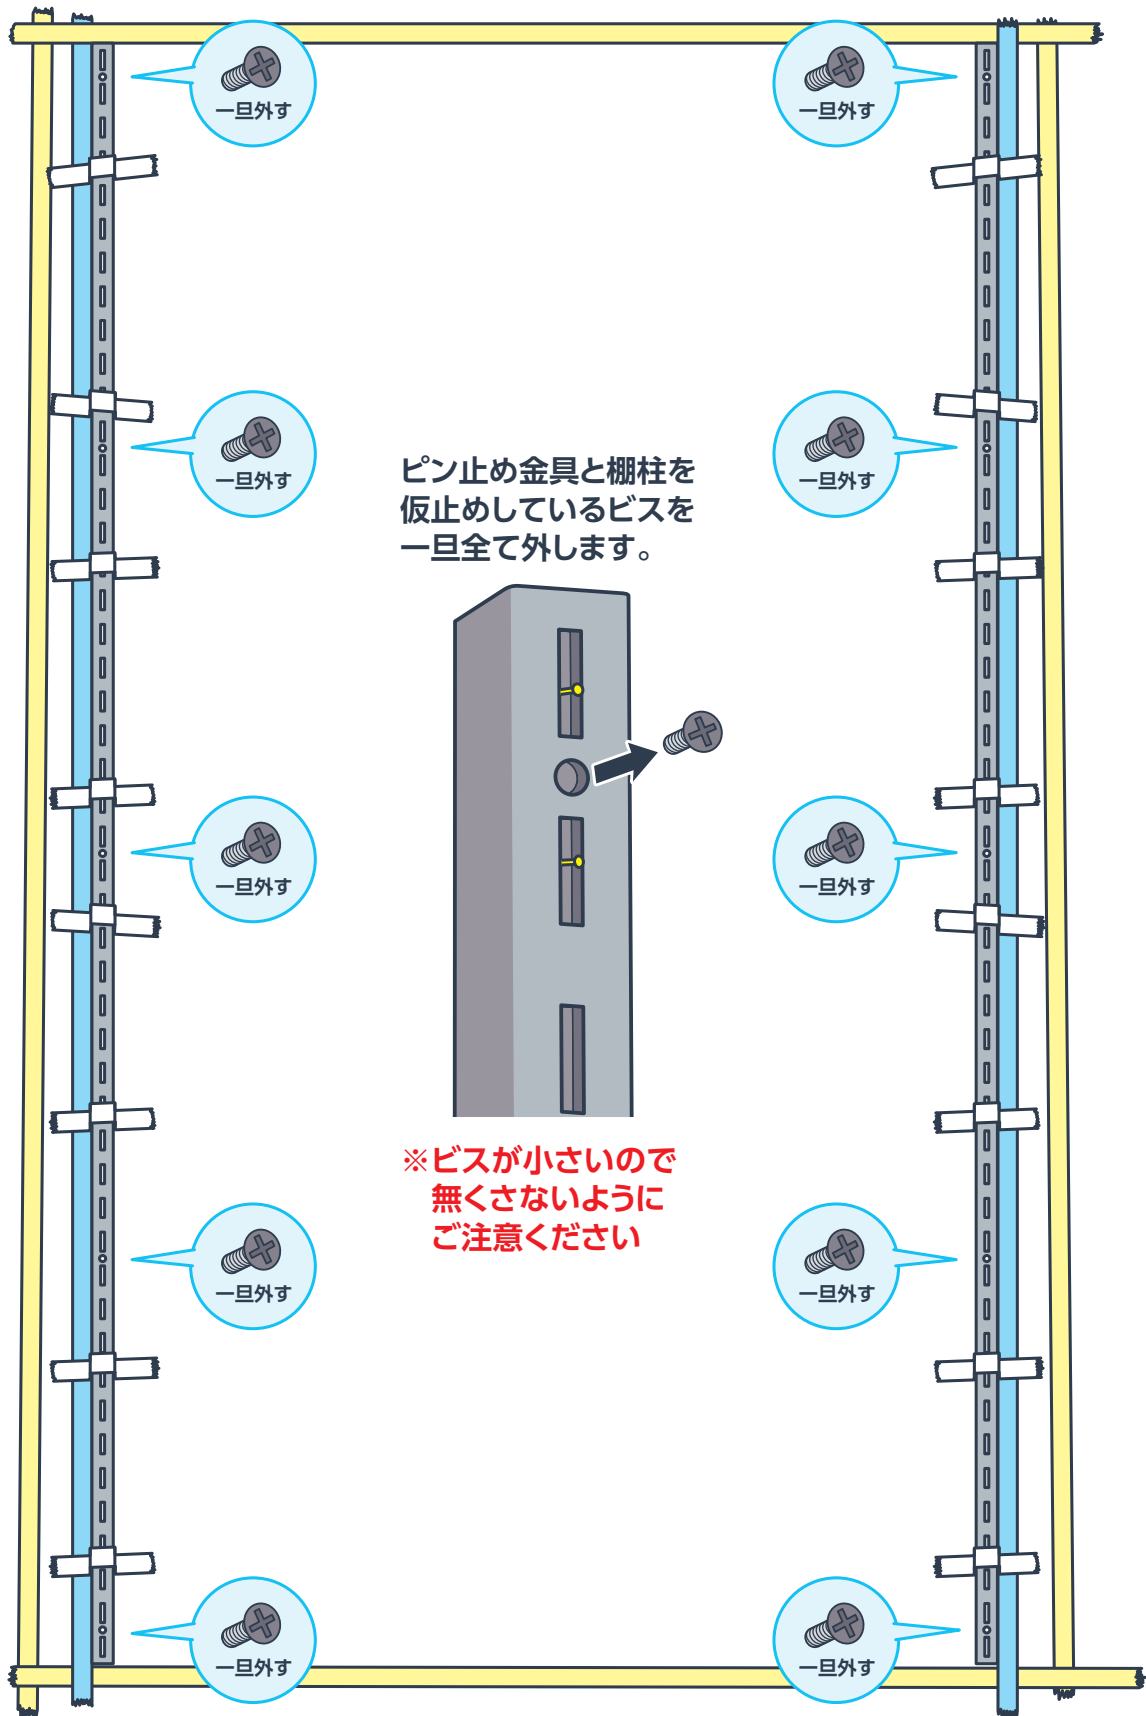 一旦外す
一旦外す
一旦外す
一旦外す
ピン止め金具と棚柱を
仮止めしているビスを
一旦全て外します。
一旦外す
一旦外す
※ビスが小さいので
無くさないように
ご注意ください
一旦外す
一旦外す
一旦外す
一旦外す